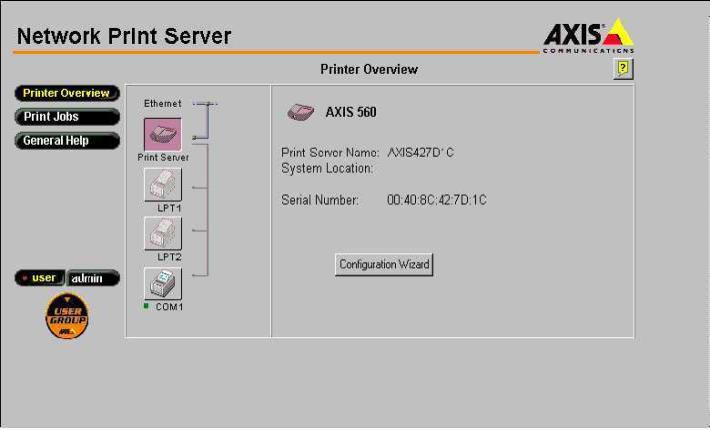 Network Print Server
AXIS
COMMUNICATIONS
Printer Overview
?
Printer Overview
Print Jobs
General Help
Ethernet
Print Server
LPT1
LPT2
COM1
AXIS 560
Print Server Name: AXIS427D1C
System Location:
Serial Number: 00:40:8C:42:7D:1C
Configuration Wizard
user admin
USER
GROUP
AXIS